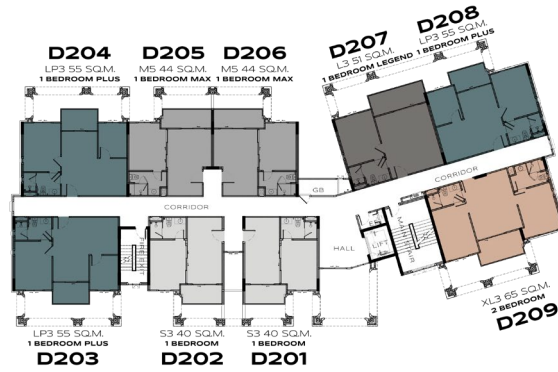 D204
LP3 55 SQ.M.
1 BEDROOM PLUS
D205
M5 44 SQ.M.
1 BEDROOM MAX
D206
M5 44 SQ.M.
1 BEDROOM MAX
D207
L3 51 SQ.M.
1 BEDROOM LEGEND
D208
LP3 55 SQ.M.
1 BEDROOM PLUS
CORRIDOR
GB
CORRIDOR
HALL
LIFT
MAIN STAIR
LP3 55 SQ.M.
1 BEDROOM PLUS
D203
S3 40 SQ.M.
1 BEDROOM
D202
S3 40 SQ.M.
1 BEDROOM
D201
XL3 65 SQ.M.
2 BEDROOM
D209